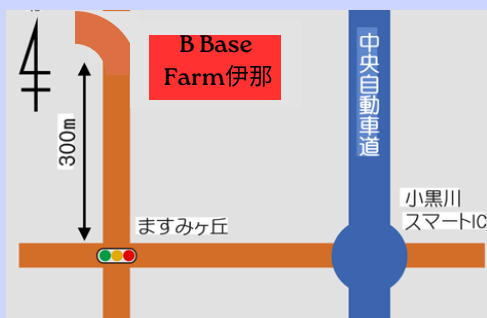 B Base
Farm伊那
中央自動車道
300m
小黒川
スマートIC
ますみヶ丘